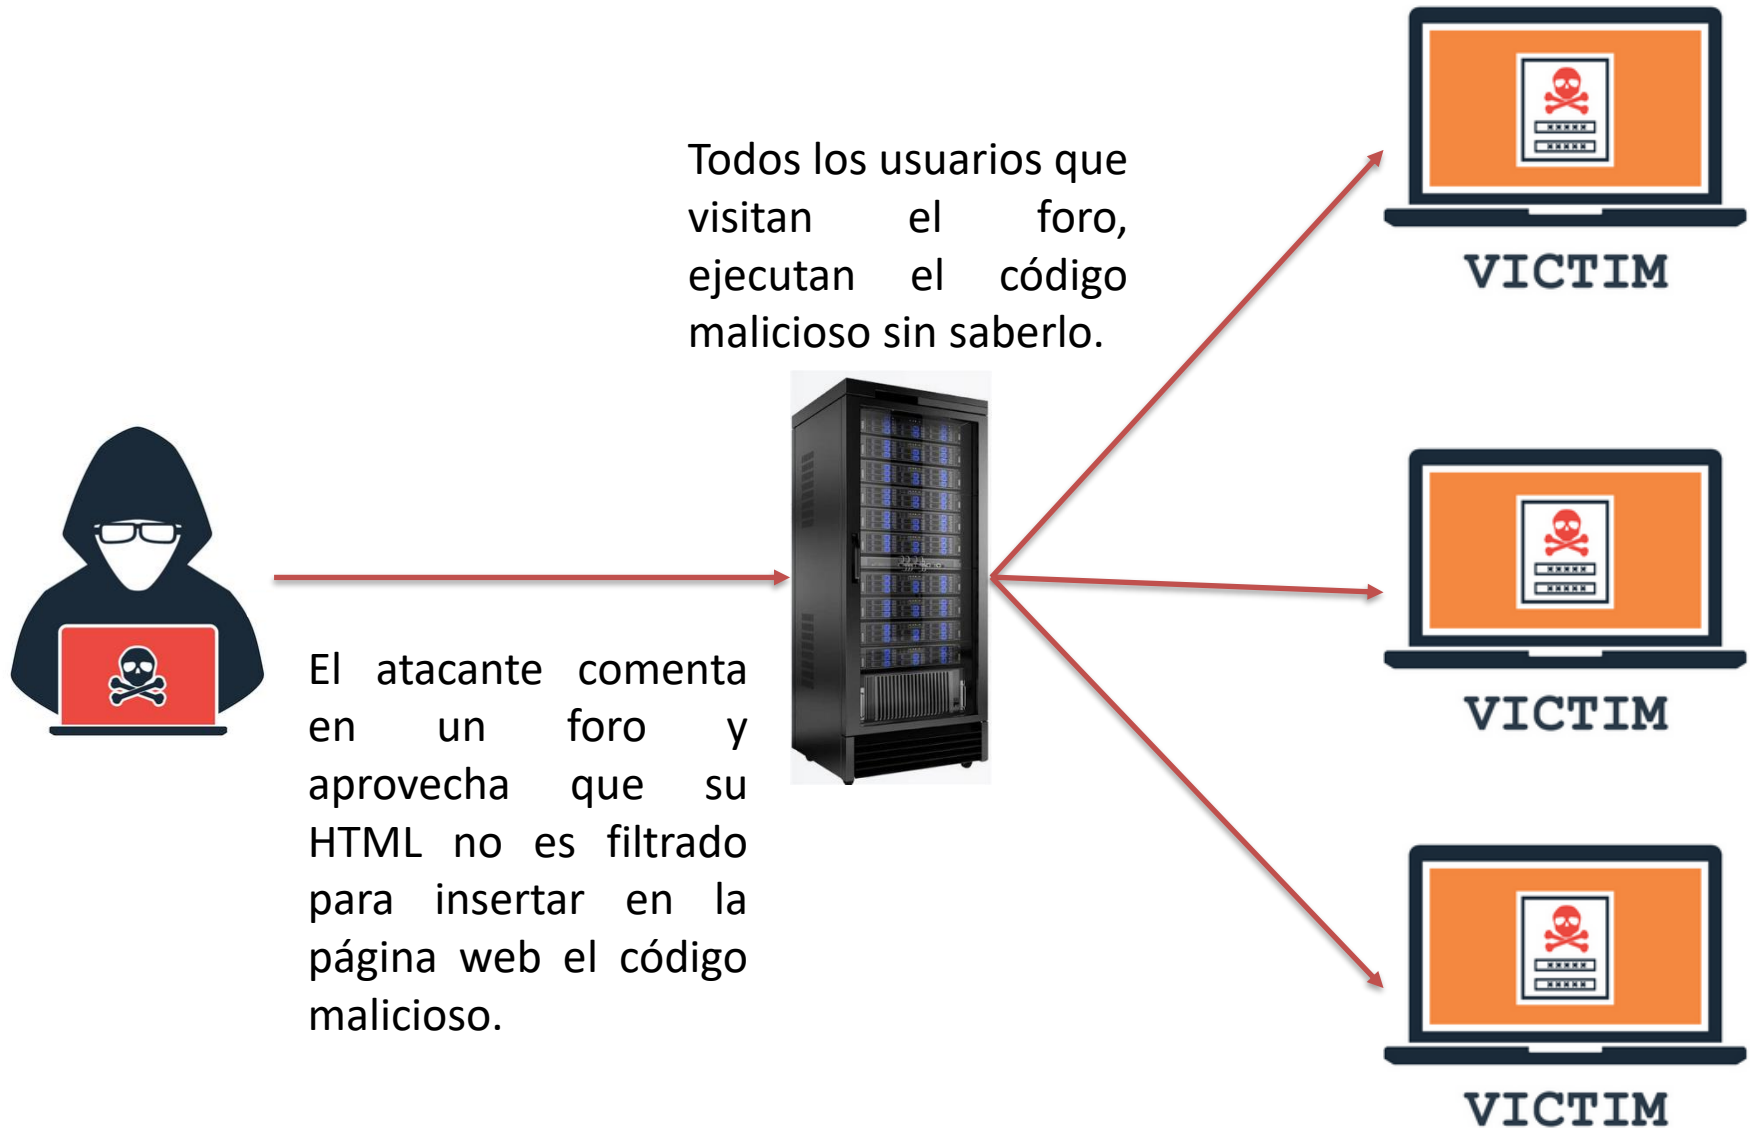 Todos los usuarios que
visitan el foro,
ejecutan el código
malicioso sin saberlo.
El atacante comenta
en un foro y
aprovecha que su
HTML no es filtrado
para insertar en la
página web el código
malicioso.
VICTIM
VICTIM
VICTIM